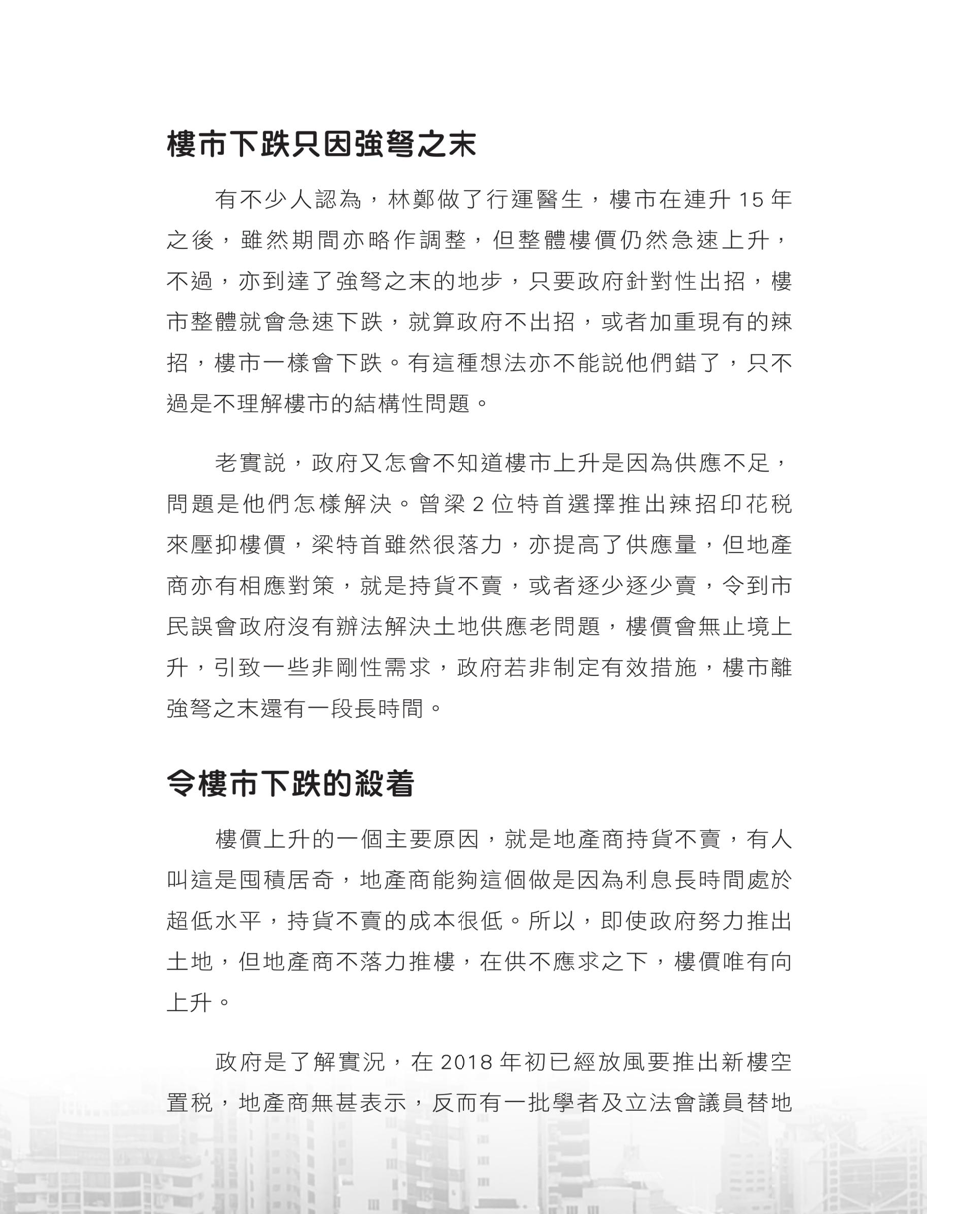 樓市下跌只因強弩之末
有不少人認為，林鄭做了行運醫生，樓市在連升 15 年
之後，雖然期間亦略作調整，但整體樓價仍然急速上升，
不過，亦到達了強弩之末的地步，只要政府針對性出招，樓
市整體就會急速下跌，就算政府不出招，或者加重現有的辣
招，樓市一樣會下跌。有這種想法亦不能説他們錯了，只不
過是不理解樓市的結構性問題。
老實説，政府又怎會不知道樓市上升是因為供應不足，
問題是他們怎樣解決。曾梁 2 位特首選擇推出辣招印花税
來壓抑樓價，梁特首雖然很落力，亦提高了供應量，但地產
商亦有相應對策，就是持貨不賣，或者逐少逐少賣，令到市
民誤會政府沒有辦法解決土地供應老問題，樓價會無止境上
升，引致一些非剛性需求，政府若非制定有效措施，樓市離
強弩之末還有一段長時間。
令樓市下跌的殺着
樓價上升的一個主要原因，就是地產商持貨不賣，有人
叫這是囤積居奇，地產商能夠這個做是因為利息長時間處於
超低水平，持貨不賣的成本很低。所以，即使政府努力推出
土地，但地產商不落力推樓，在供不應求之下，樓價唯有向
上升。
政府是了解實況，在 2018 年初已經放風要推出新樓空
置税，地產商無甚表示，反而有一批學者及立法會議員替地